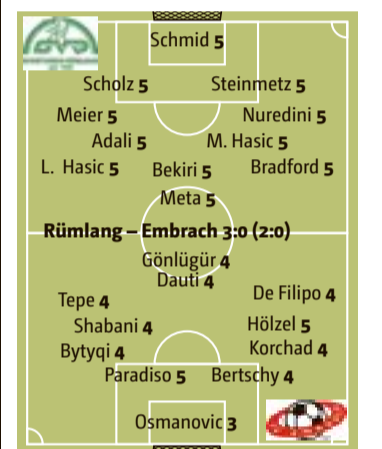 Schmid 5
Scholz 5 Steinmetz 5
Meier 5 Nuredini 5
Adali 5 M. Hasic 5
L. Hasic 5 Bekiri 5 Bradford 5
Meta 5
Rümlang – Embrach 3:0 (2:0)
Gönlügür 4
Dauti 4
Tepe 4 De Filipo 4
Shabani 4 Hölzel 5
Bytyqi 4 Korchad 4
Paradiso 5 Bertschy 4
Osmanovic 3